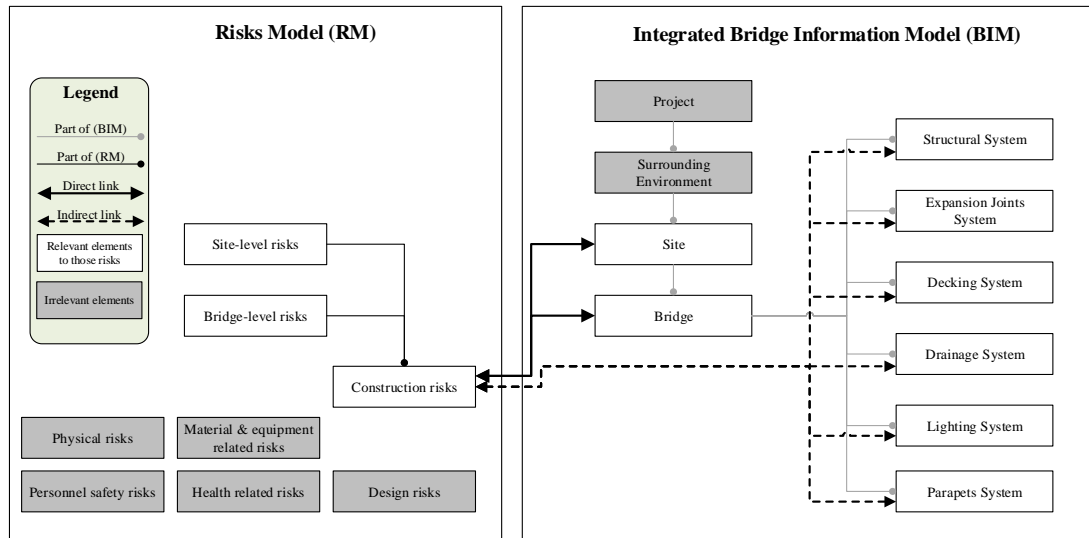 Risks Model (RM)
Legend
Part of (BIM)
Part of (RM)
Direct link
Indirect link
Relevant elements
to those risks
Irrelevant elements
Site-level risks
Bridge-level risks
Construction risks
Physical risks
Material & equipment
related risks
Personnel safety risks
Health related risks
Design risks
Integrated Bridge Information Model (BIM)
Project
Surrounding
Environment
Site
Bridge
Structural System
Expansion Joints
System
Decking System
Drainage System
Lighting System
Parapets System